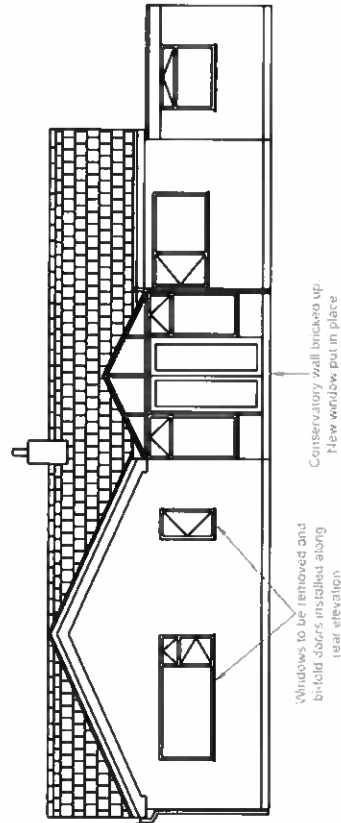 Windows to be removed and
bi-fold doors installed along
rear elevation
Conservatory wall bricked up
New window put in place